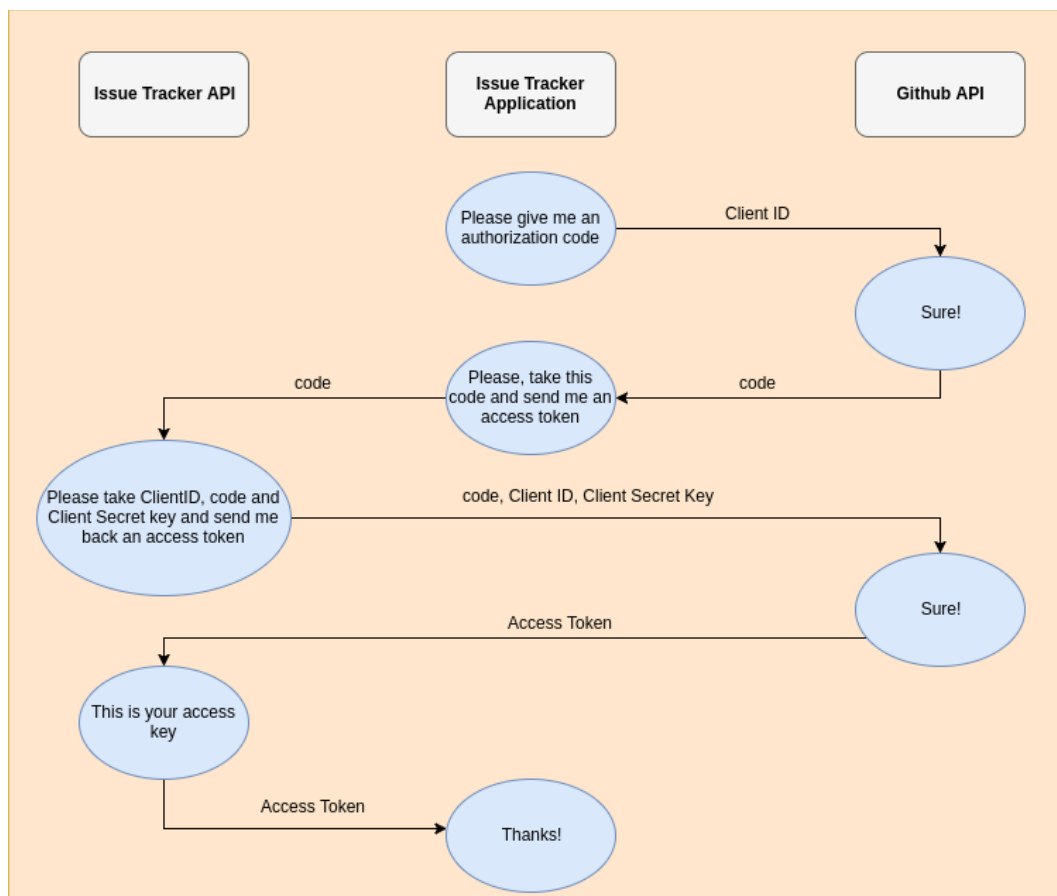 Issue Tracker API
Issue Tracker
Application
Github API
Please give me an
authorization code
Client ID
Sure!
code
Please, take this
code and send me an
access token
code
Please take ClientID, code and
Client Secret key and send me
back an access token
code, Client ID, Client Secret Key
Sure!
Access Token
This is your access
key
Access Token
Thanks!